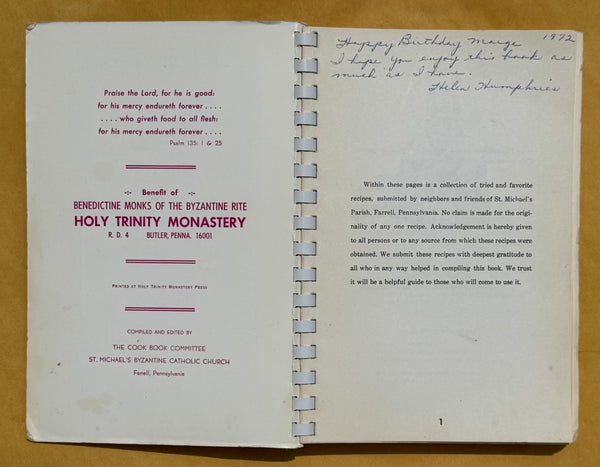 Praise the Lord, for he is good:
for his mercy endureth forever . . . .
. . . . who giveth food to all flesh:
for his mercy endureth forever . . . .
Psalm 135: 1 & 25
-:- Benefit of -:-
BENEDICTINE MONKS OF THE BYZANTINE RITE
HOLY TRINITY MONASTERY
R. D. 4 BUTLER, PENNA. 16001
PRINTED AT HOLY TRINITY MONASTERY PRESS
COMPILED AND EDITED BY
THE COOK BOOK COMMITTEE
ST. MICHAEL'S BYZANTINE CATHOLIC CHURCH
Farrell, Pennsylvania
Happy Birthday Marge 1972
I hope you enjoy this book as
much as I have.
Helen Humphries
Within these pages is a collection of tried and favorite
recipes, submitted by neighbors and friends of St. Michael's
Parish, Farrell, Pennsylvania. No claim is made for the origi-
nality of any one recipe. Acknowledgement is hereby given
to all persons or to any source from which these recipes were
obtained. We submit these recipes with deepest gratitude to
all who in any way helped in compiling this book. We trust
it will be a helpful guide to those who will come to use it.
1